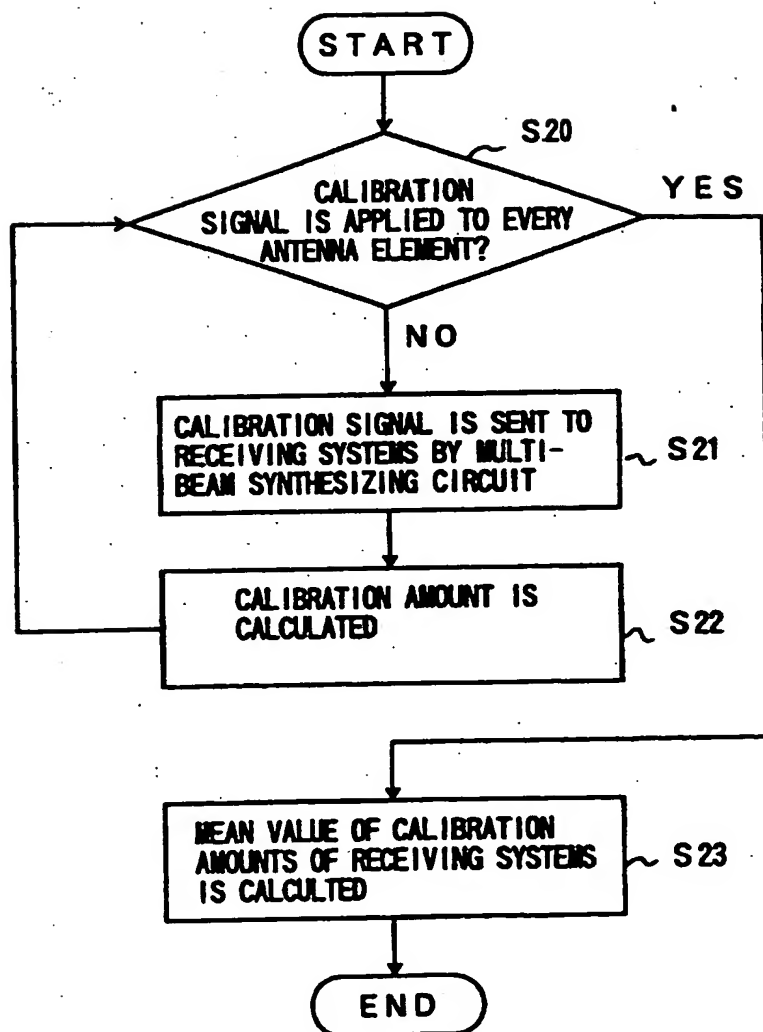 START
S20
CALIBRATION
SIGNAL IS APPLIED TO EVERY
ANTENNA ELEMENT?
YES
NO
CALIBRATION SIGNAL IS SENT TO
RECEIVING SYSTEMS BY MULTI-
BEAM SYNTHESIZING CIRCUIT
S21
CALIBRATION AMOUNT IS
CALCULATED
S22
MEAN VALUE OF CALIBRATION
AMOUNTS OF RECEIVING SYSTEMS
IS CALCULTED
S23
END